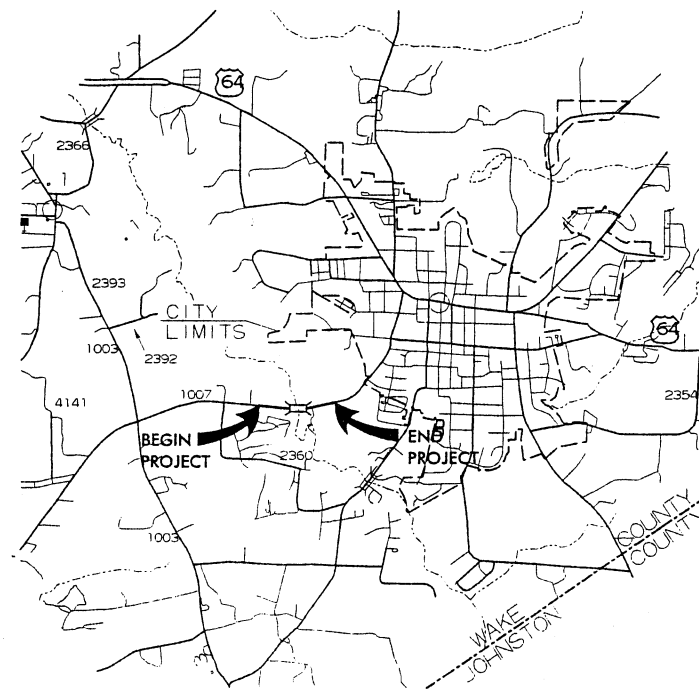 64
2366
1
2393
CITY
LIMITS
64
1003
2392
1007
4141
2354
BEGIN
PROJECT
END
PROJECT
2360
1003
COUNTY
COUNTY
WAKE
JOHNSTON